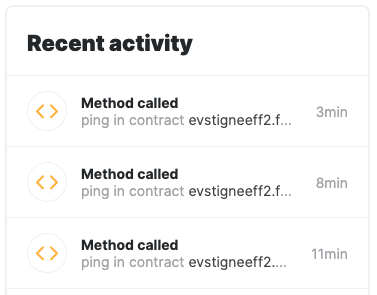 Recent activity
Method called
ping in contract evstigneeff2.f...
3min
Method called
ping in contract evstigneeff2.f...
8min
Method called
ping in contract evstigneeff2....
11min